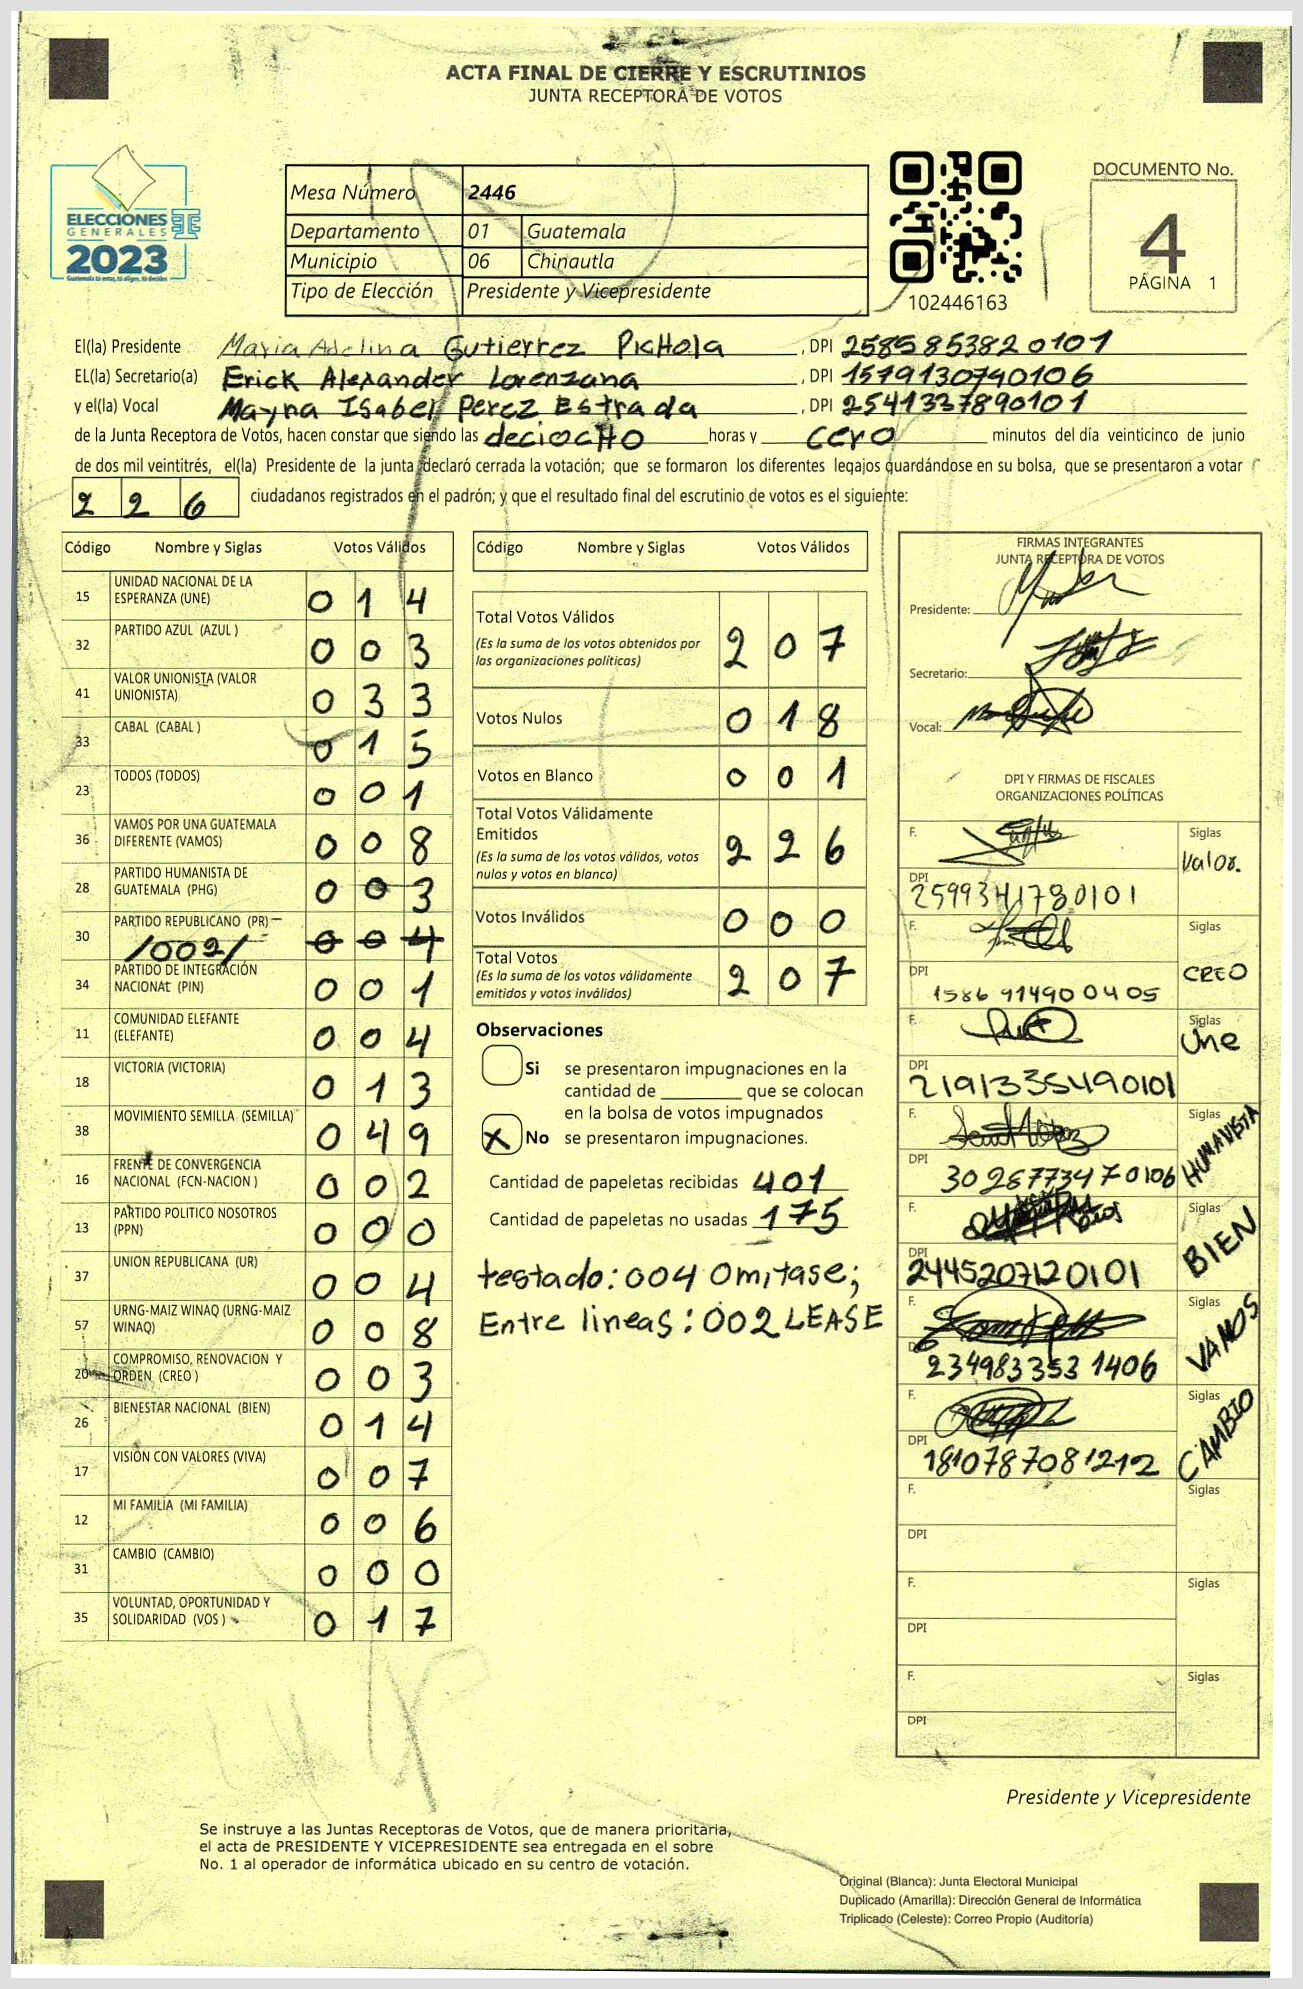 ACTA FINAL DE CIERRE Y ESCRUTINIOS
JUNTA RECEPTORA DE VOTOS
ELECCIONES
GENERALES
2023
Mesa Número 2446
Departamento 01 Guatemala
Municipio 06 Chinautla
Tipo de Elección Presidente y Vicepresidente
102446163
DOCUMENTO No.
4
PÁGINA 1
El(la) Presidente Maria Adelina Gutierrez PicHola , DPI 2585853820101
EL(la) Secretario(a) Erick Alexander Lorenzana , DPI 1579130740106
y el(la) Vocal Mayna ISabel Perez Estrada , DPI 2541337890101
de la Junta Receptora de Votos, hacen constar que siendo las deciocHo horas y cero minutos del día veinticinco de junio
de dos mil veintitrés, el(la) Presidente de la junta declaró cerrada la votación; que se formaron los diferentes legajos guardándose en su bolsa, que se presentaron a votar
2 2 6 ciudadanos registrados en el padrón; y que el resultado final del escrutinio de votos es el siguiente:
Código Nombre y Siglas Votos Válidos
15 UNIDAD NACIONAL DE LA ESPERANZA (UNE) 0 1 4
32 PARTIDO AZUL (AZUL ) 0 0 3
41 VALOR UNIONISTA (VALOR UNIONISTA) 0 3 3
33 CABAL (CABAL ) 0 1 5
23 TODOS (TODOS) 0 0 1
36 VAMOS POR UNA GUATEMALA DIFERENTE (VAMOS) 0 0 8
28 PARTIDO HUMANISTA DE GUATEMALA (PHG) 0 0 3
30 PARTIDO REPUBLICANO (PR) /002/ 0 0 4
34 PARTIDO DE INTEGRACIÓN NACIONAL (PIN) 0 0 1
11 COMUNIDAD ELEFANTE (ELEFANTE) 0 0 4
18 VICTORIA (VICTORIA) 0 1 3
38 MOVIMIENTO SEMILLA (SEMILLA) 0 4 9
16 FRENTE DE CONVERGENCIA NACIONAL (FCN-NACION ) 0 0 2
13 PARTIDO POLITICO NOSOTROS (PPN) 0 0 0
37 UNION REPUBLICANA (UR) 0 0 4
57 URNG-MAIZ WINAQ (URNG-MAIZ WINAQ) 0 0 8
20 COMPROMISO, RENOVACION Y ORDEN (CREO ) 0 0 3
26 BIENESTAR NACIONAL (BIEN) 0 1 4
17 VISIÓN CON VALORES (VIVA) 0 0 7
12 MI FAMILIA (MI FAMILIA) 0 0 6
31 CAMBIO (CAMBIO) 0 0 0
35 VOLUNTAD, OPORTUNIDAD Y SOLIDARIDAD (VOS ) 0 1 7
Código Nombre y Siglas Votos Válidos
Total Votos Válidos 2 0 7
(Es la suma de los votos obtenidos por
las organizaciones políticas)
Votos Nulos 0 1 8
Votos en Blanco 0 0 1
Total Votos Válidamente
Emitidos 2 2 6
(Es la suma de los votos válidos, votos
nulos y votos en blanco)
Votos Inválidos 0 0 0
Total Votos 2 0 7
(Es la suma de los votos válidamente
emitidos y votos inválidos)
Observaciones
Si se presentaron impugnaciones en la
cantidad de ________ que se colocan
en la bolsa de votos impugnados
X No se presentaron impugnaciones.
Cantidad de papeletas recibidas 401
Cantidad de papeletas no usadas 175
testado: 004 Omitase;
Entre lineas: 002 LEASE
FIRMAS INTEGRANTES
JUNTA RECEPTORA DE VOTOS
Presidente:
Secretario:
Vocal:
DPI Y FIRMAS DE FISCALES
ORGANIZACIONES POLÍTICAS
F. Siglas
Valor.
DPI 2599341780101
F. Siglas
CREO
DPI 1586 91490 0405
F. Siglas
Une
DPI 2191335490101
F. Siglas
HUMANISTA
DPI 3028773470106
F. Siglas
BIEN
DPI 2445207120101
F. Siglas
VAMOS
DPI 2349833531406
F. Siglas
CAMBIO
DPI 1810787081212
F. Siglas
DPI
F. Siglas
DPI
F. Siglas
DPI
Presidente y Vicepresidente
Se instruye a las Juntas Receptoras de Votos, que de manera prioritaria,
el acta de PRESIDENTE Y VICEPRESIDENTE sea entregada en el sobre
No. 1 al operador de informática ubicado en su centro de votación.
Original (Blanca): Junta Electoral Municipal
Duplicado (Amarilla): Dirección General de Informática
Triplicado (Celeste): Correo Propio (Auditoría)